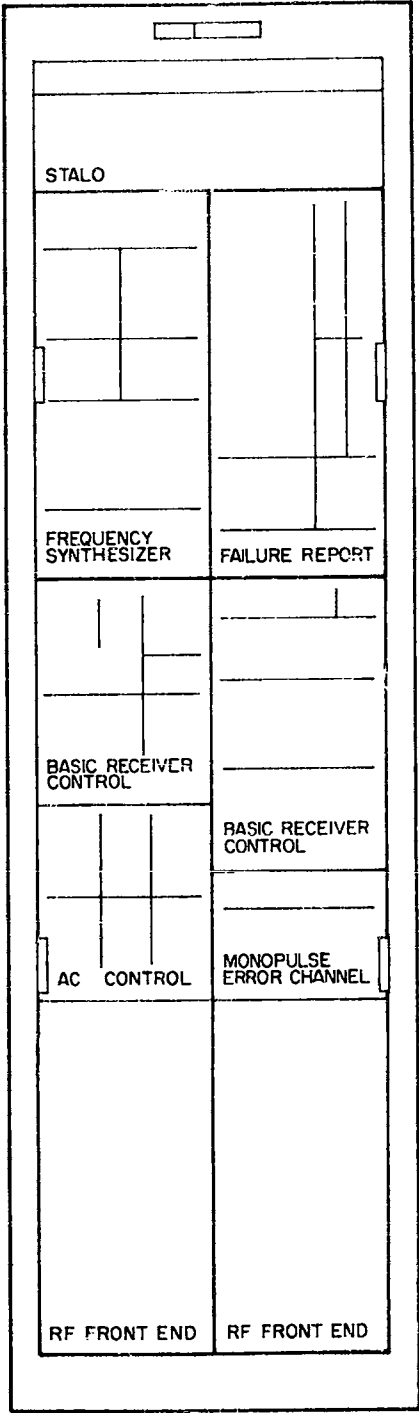 STALO
FREQUENCY
SYNTHESIZER
FAILURE REPORT
BASIC RECEIVER
CONTROL
BASIC RECEIVER
CONTROL
AC CONTROL
MONOPULSE
ERROR CHANNEL
RF FRONT END
RF FRONT END